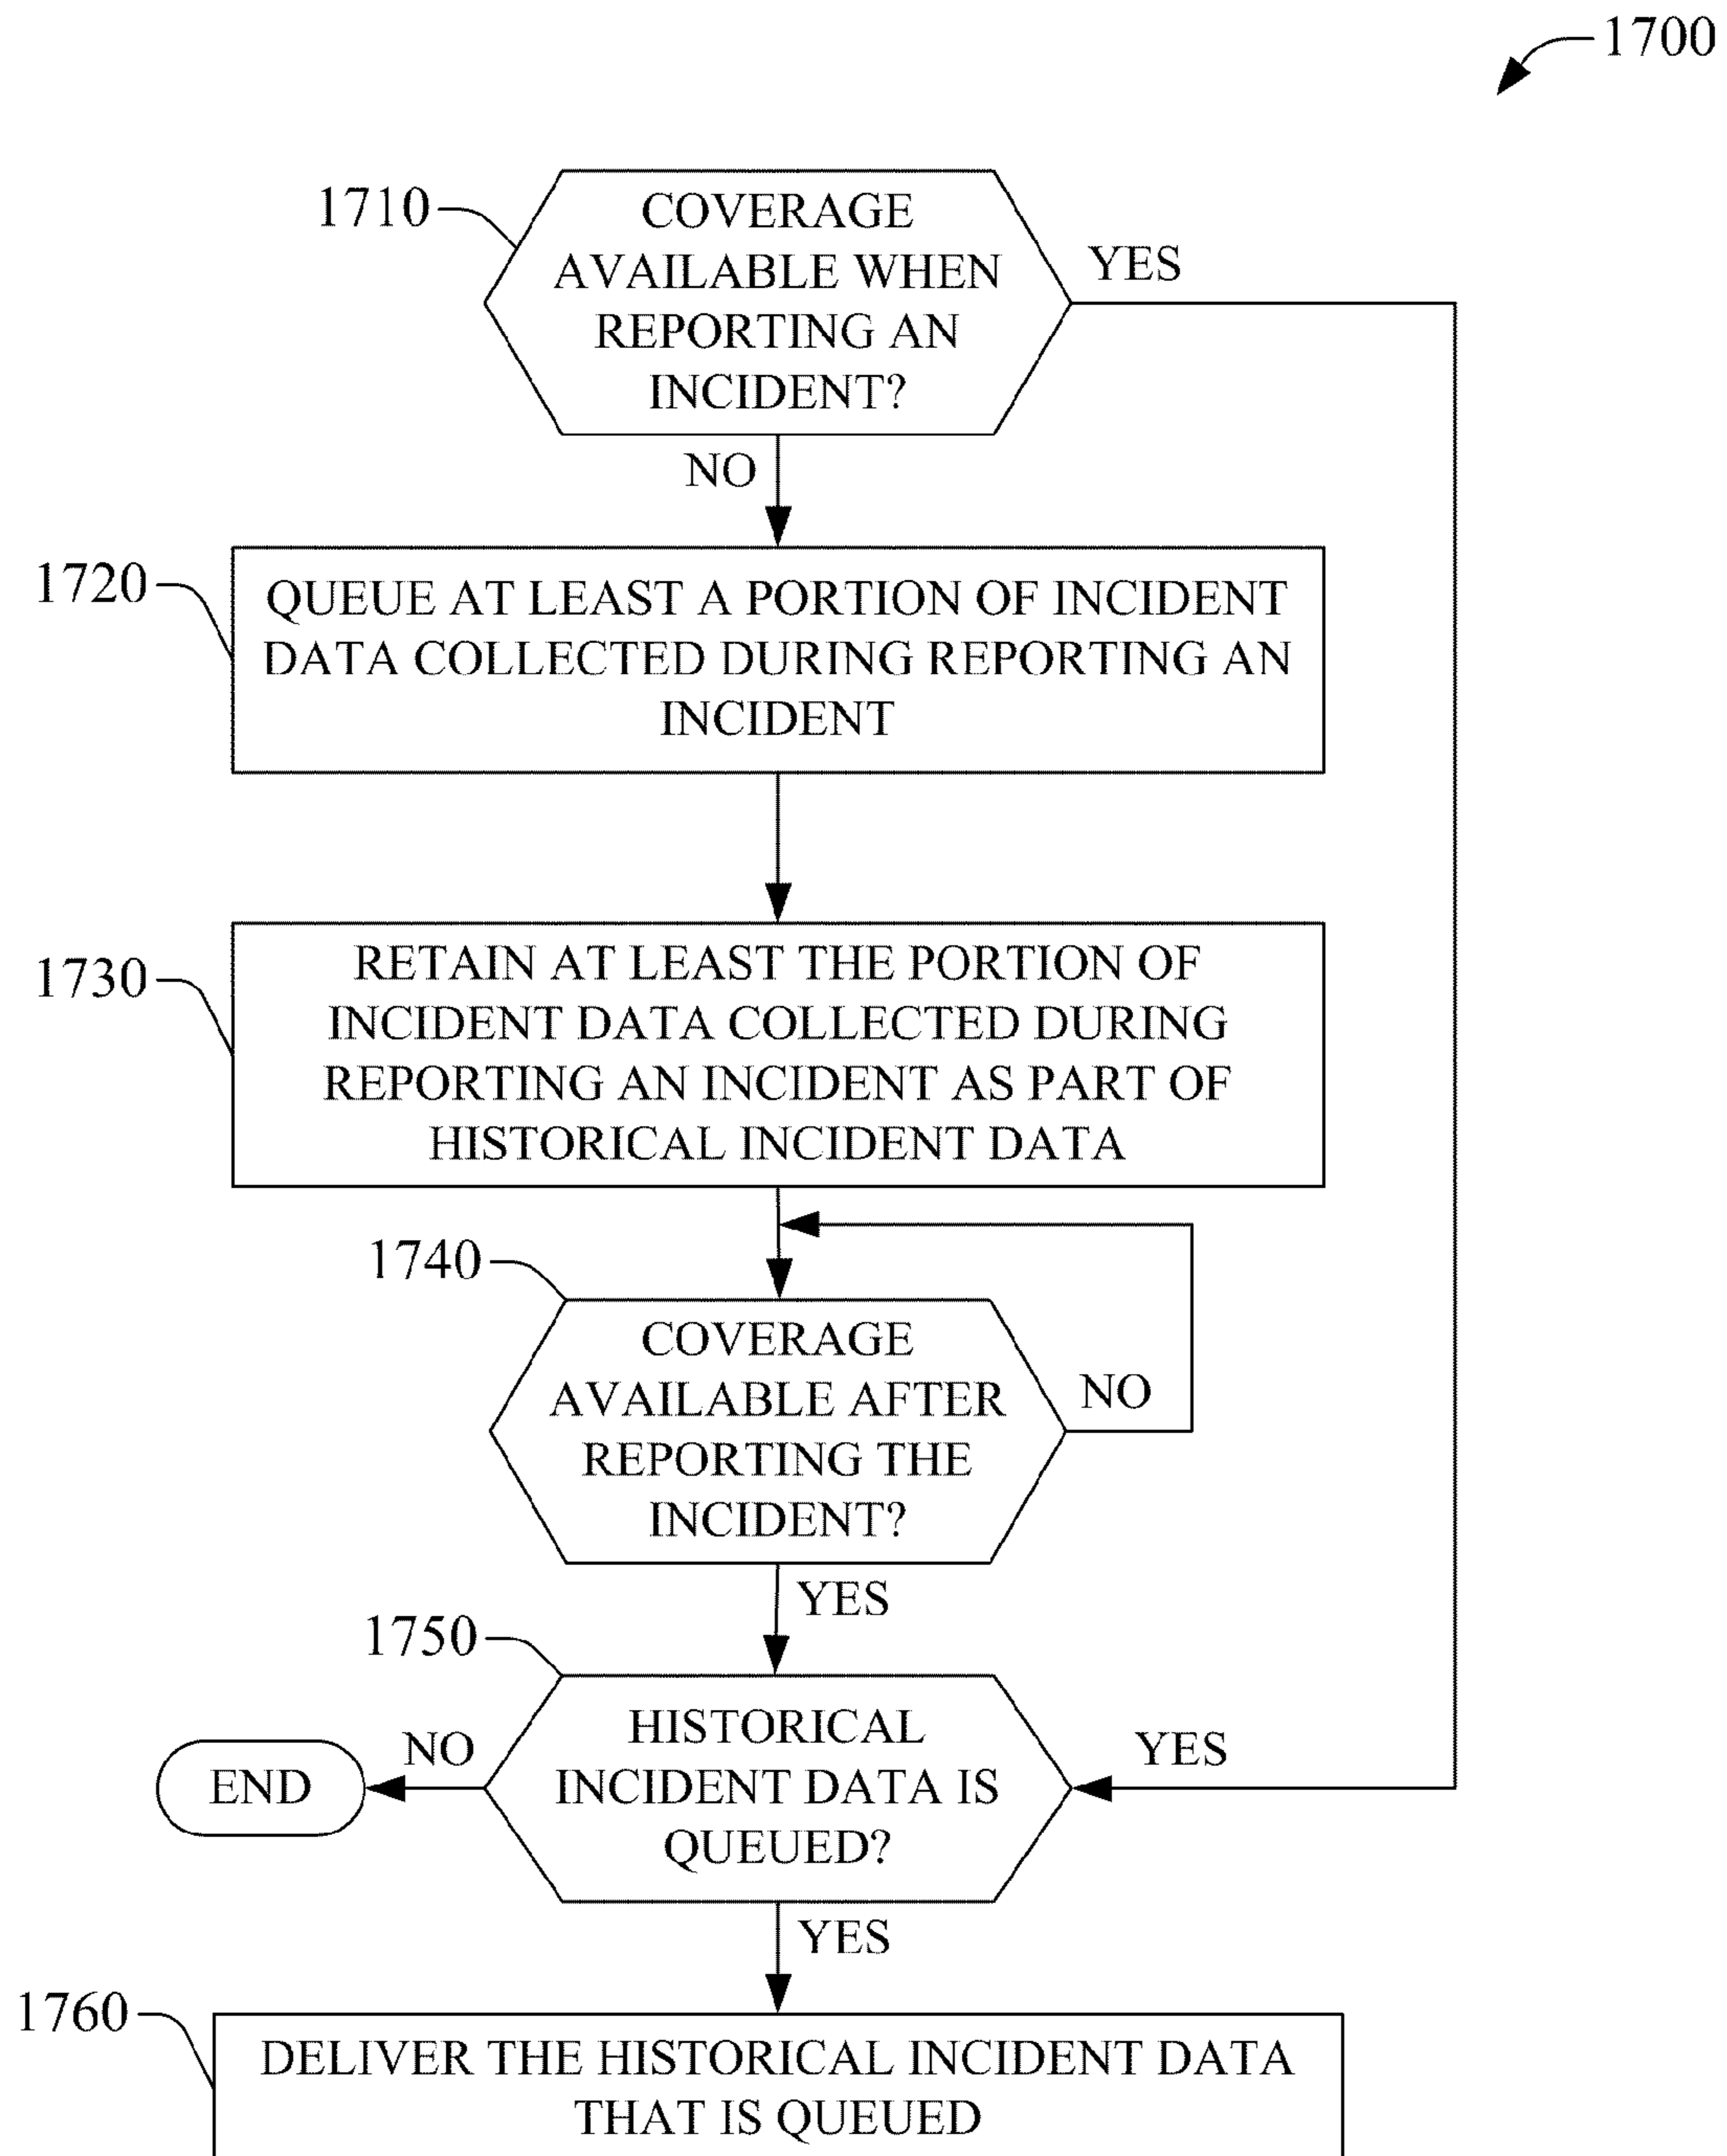 1700
1710
COVERAGE
AVAILABLE WHEN
REPORTING AN
INCIDENT?
YES
NO
1720
QUEUE AT LEAST A PORTION OF INCIDENT
DATA COLLECTED DURING REPORTING AN
INCIDENT
1730
RETAIN AT LEAST THE PORTION OF
INCIDENT DATA COLLECTED DURING
REPORTING AN INCIDENT AS PART OF
HISTORICAL INCIDENT DATA
1740
COVERAGE
AVAILABLE AFTER
REPORTING THE
INCIDENT?
NO
YES
1750
HISTORICAL
INCIDENT DATA IS
QUEUED?
NO
END
YES
YES
1760
DELIVER THE HISTORICAL INCIDENT DATA
THAT IS QUEUED